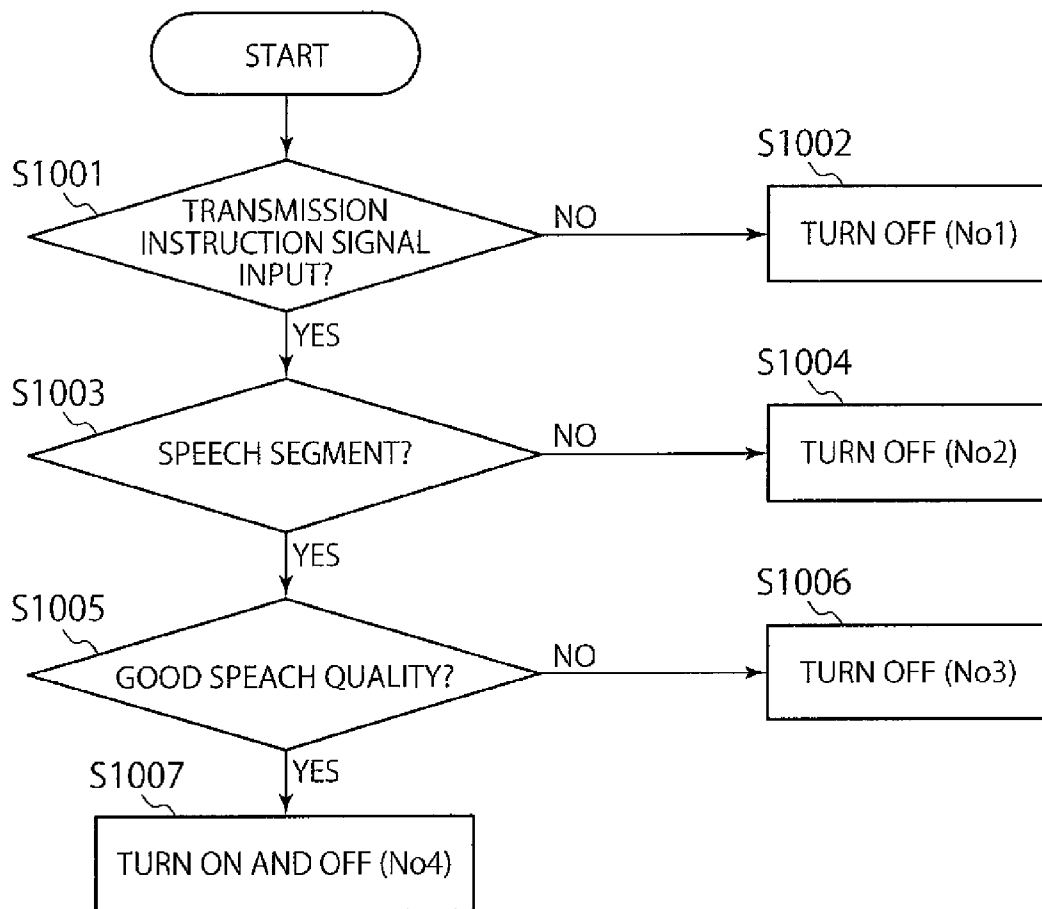 START
S1001
TRANSMISSION
INSTRUCTION SIGNAL
INPUT?
NO
S1002
TURN OFF (No1)
YES
S1003
SPEECH SEGMENT?
NO
S1004
TURN OFF (No2)
YES
S1005
GOOD SPEACH QUALITY?
NO
S1006
TURN OFF (No3)
YES
S1007
TURN ON AND OFF (No4)